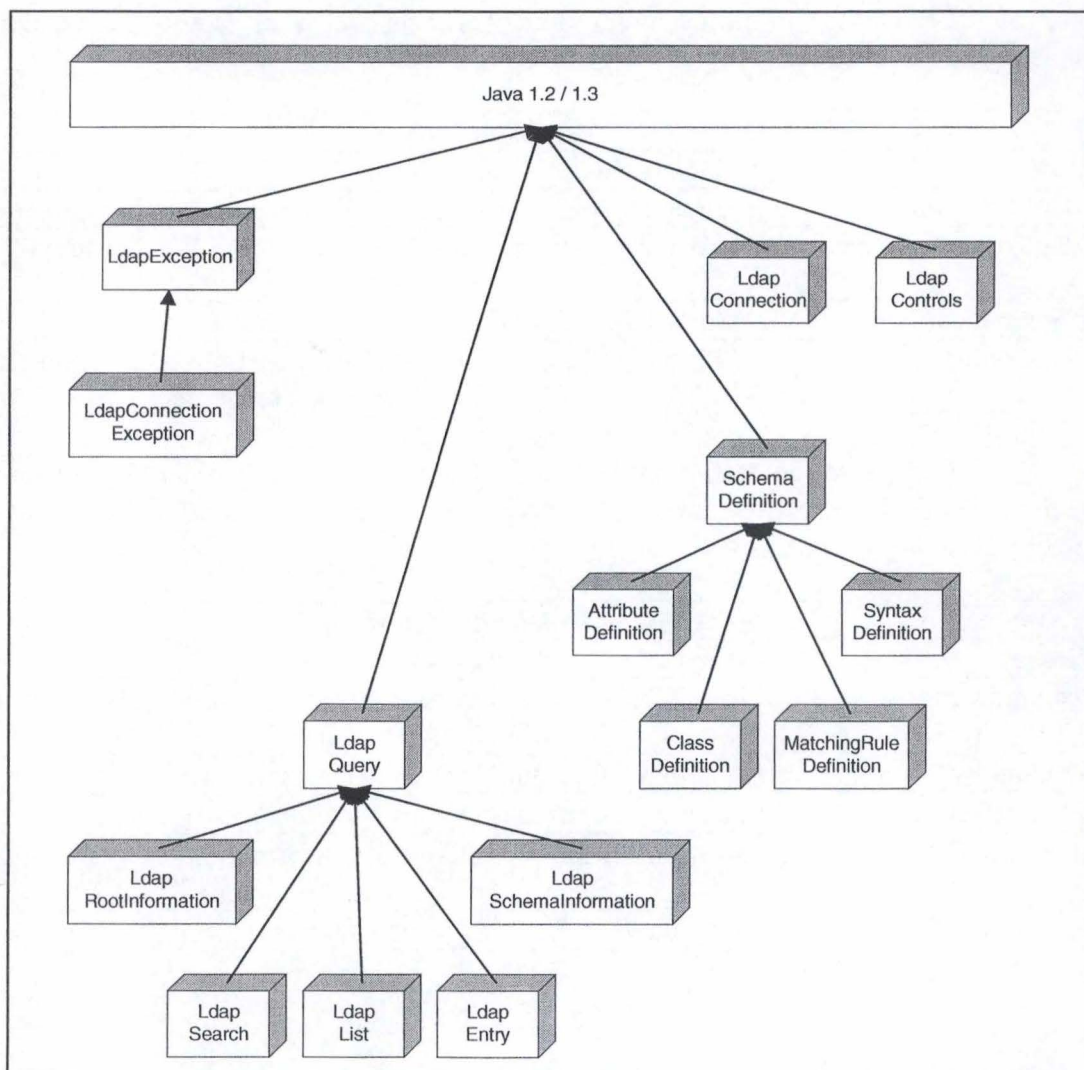 Java 1.2 / 1.3
LdapException
Ldap
Connection
Ldap
Controls
LdapConnection
Exception
Schema
Definition
Attribute
Definition
Syntax
Definition
Ldap
Query
Class
Definition
MatchingRule
Definition
Ldap
RootInformation
Ldap
SchemaInformation
Ldap
Search
Ldap
List
Ldap
Entry